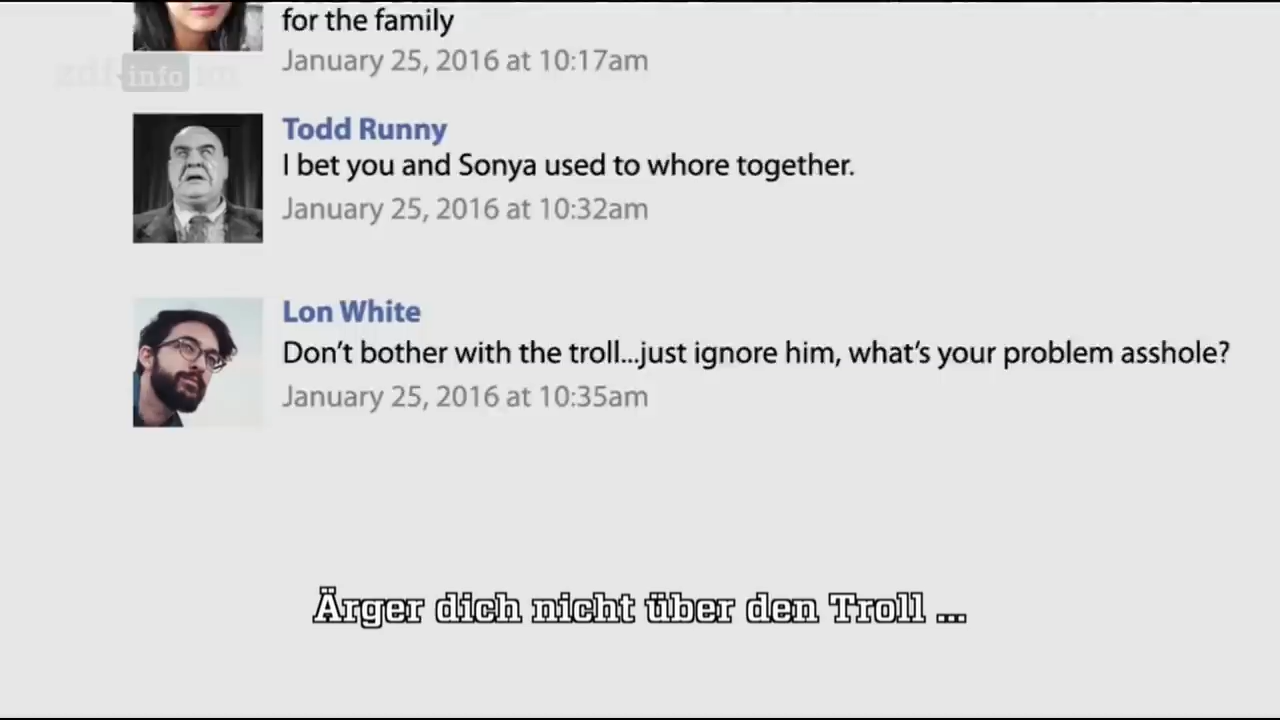 for the family
January 25, 2016 at 10:17am
zdf info
Todd Runny
I bet you and Sonya used to whore together.
January 25, 2016 at 10:32am
Lon White
Don't bother with the troll...just ignore him, what's your problem asshole?
January 25, 2016 at 10:35am
Ärger dich nicht über den Troll ...